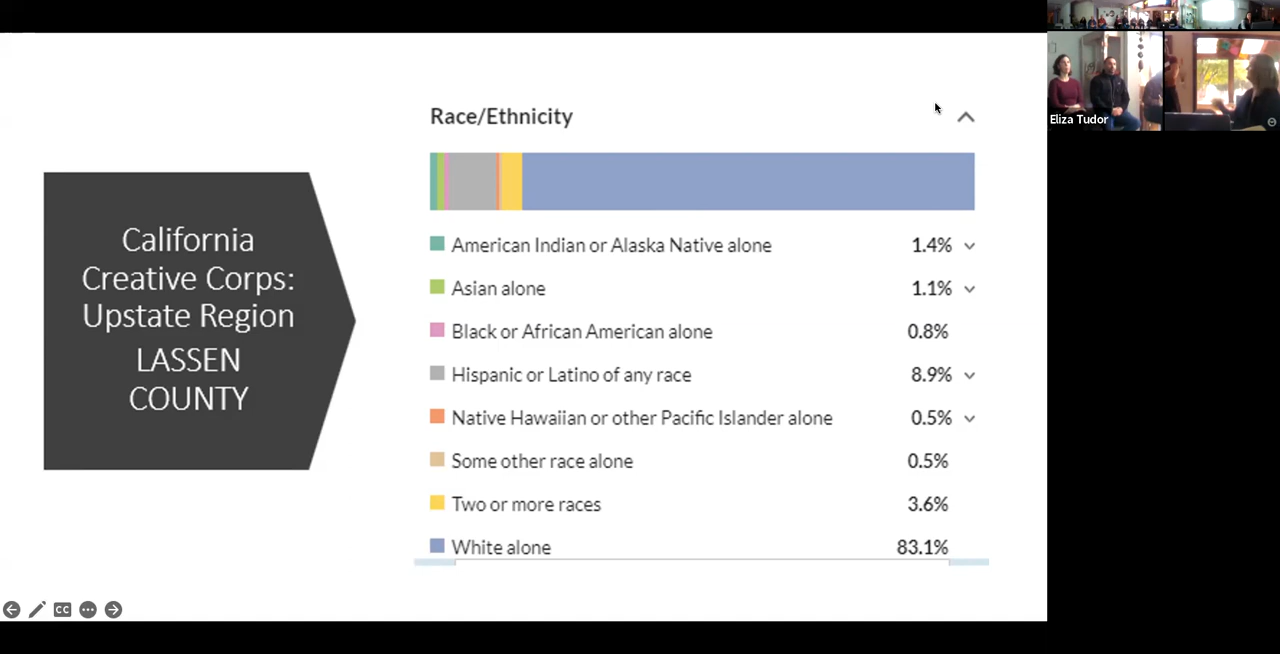 California
Creative Corps:
Upstate Region
LASSEN
COUNTY
Race/Ethnicity
American Indian or Alaska Native alone 1.4%
Asian alone 1.1%
Black or African American alone 0.8%
Hispanic or Latino of any race 8.9%
Native Hawaiian or other Pacific Islander alone 0.5%
Some other race alone 0.5%
Two or more races 3.6%
White alone 83.1%
CC
Eliza Tudor